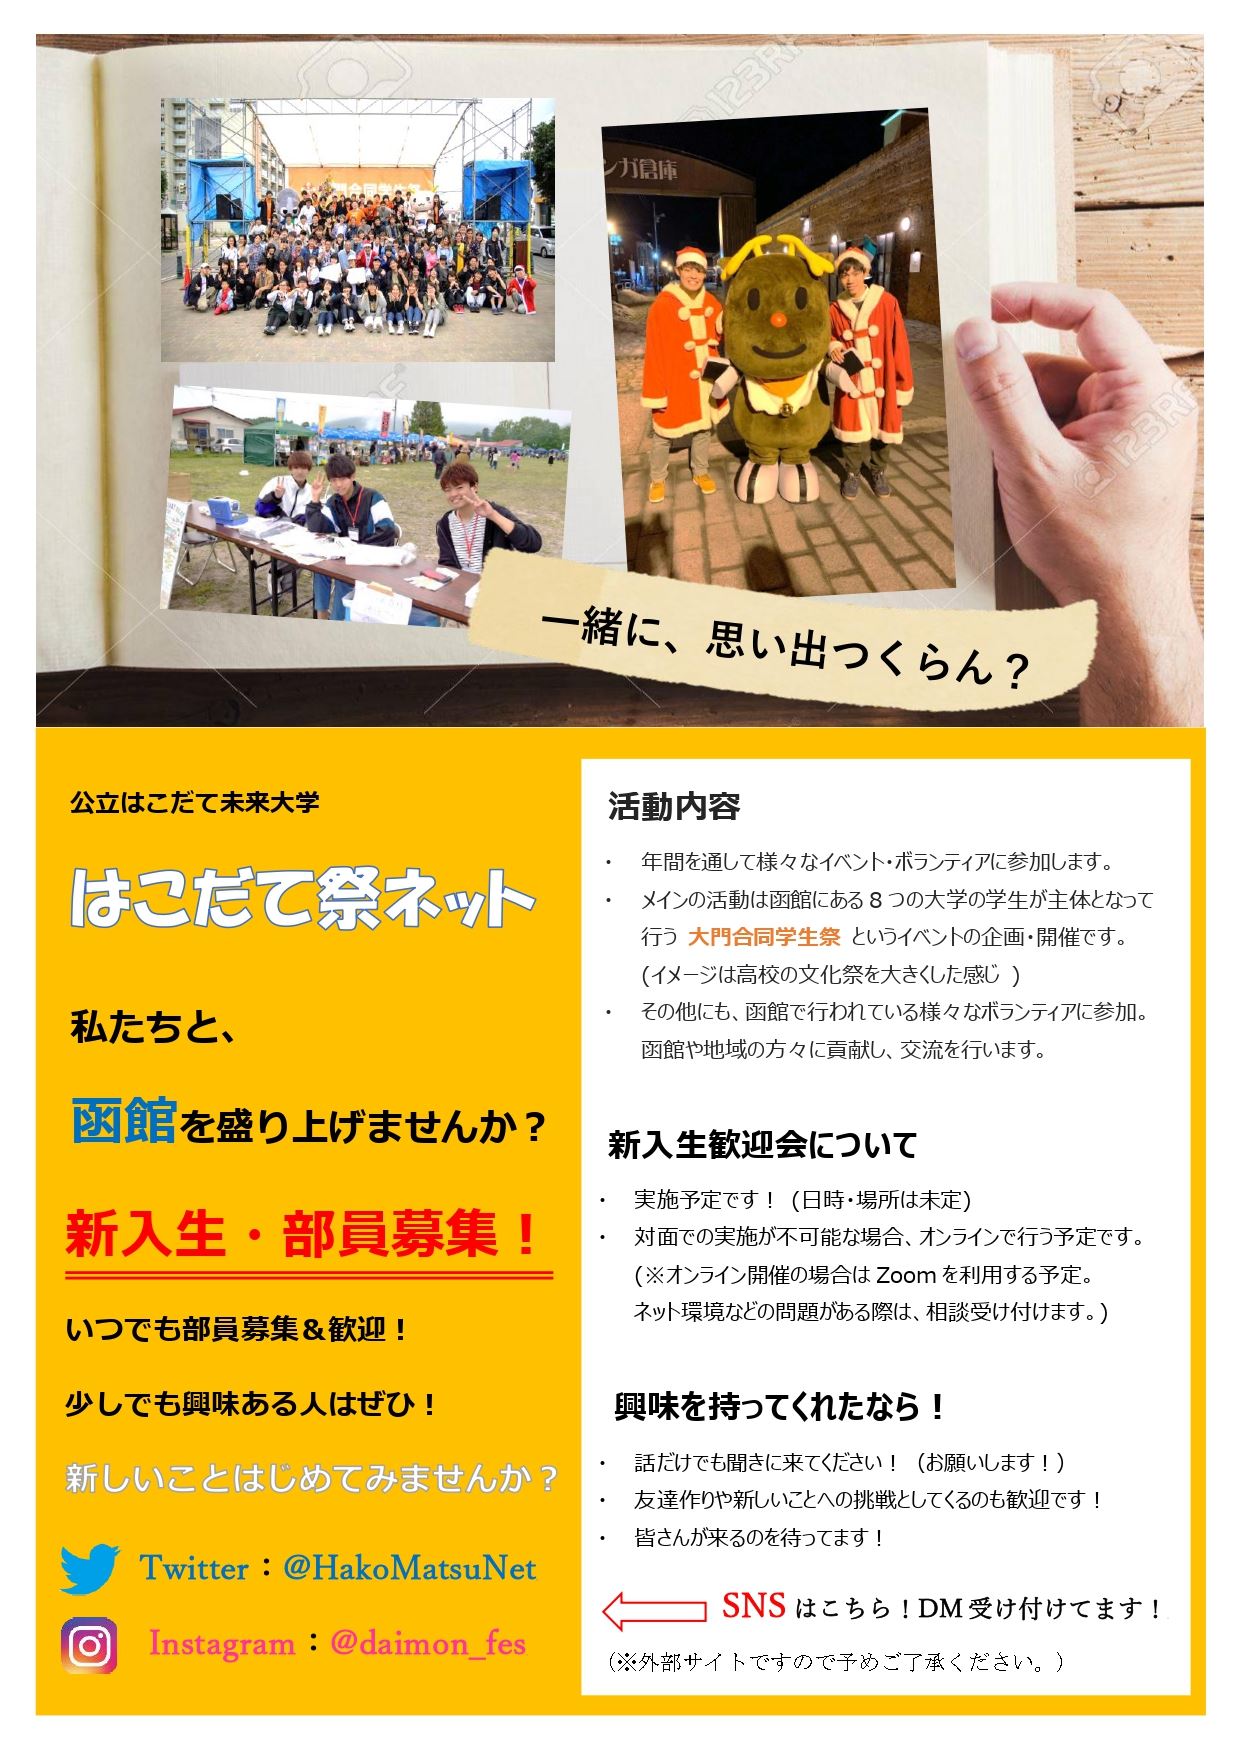 ンガ倉庫
門合同学生祭
123RF
一緒に、思い出つくらん？
公立はこだて未来大学
はこだて祭ネット
私たちと、
函館を盛り上げませんか？
新入生・部員募集！
いつでも部員募集＆歓迎！
少しでも興味ある人はぜひ！
新しいことはじめてみませんか？
Twitter：@HakoMatsuNet
Instagram：@daimon_fes
活動内容
・ 年間を通して様々なイベント・ボランティアに参加します。
・ メインの活動は函館にある 8 つの大学の学生が主体となって
行う 大門合同学生祭 というイベントの企画・開催です。
(イメージは高校の文化祭を大きくした感じ )
・ その他にも、函館で行われている様々なボランティアに参加。
函館や地域の方々に貢献し、交流を行います。
新入生歓迎会について
・ 実施予定です！ (日時・場所は未定)
・ 対面での実施が不可能な場合、オンラインで行う予定です。
(※オンライン開催の場合は Zoom を利用する予定。
ネット環境などの問題がある際は、相談受け付けます。)
興味を持ってくれたなら！
・ 話だけでも聞きに来てください！（お願いします！）
・ 友達作りや新しいことへの挑戦としてくるのも歓迎です！
・ 皆さんが来るのを待ってます！
SNS はこちら！DM 受け付けてます！
（※外部サイトですので予めご了承ください。）